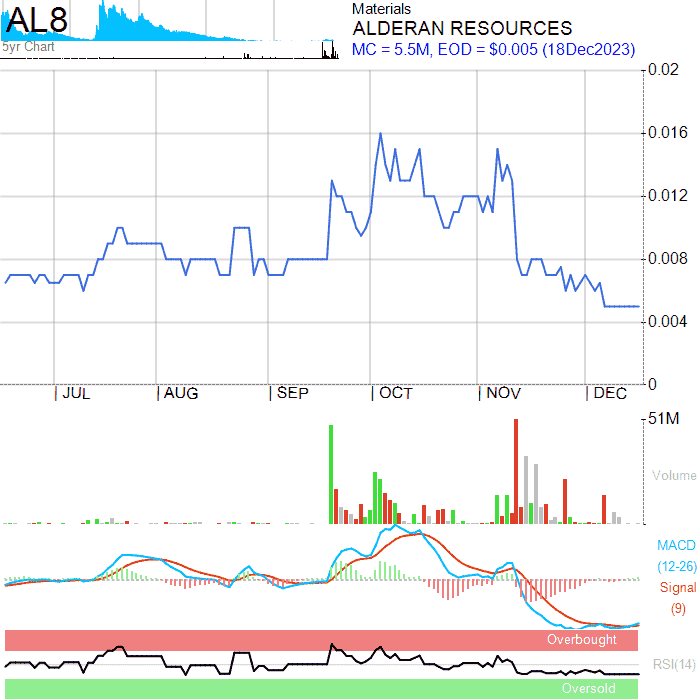 AL8
5yr Chart
Materials
ALDERAN RESOURCES
MC = 5.5M, EOD = $0.005 (18Dec2023)
0.02
0.016
0.012
0.008
0.004
0
JUL AUG SEP OCT NOV DEC
51M
Volume
MACD
(12-26)
Signal
(9)
Overbought
RSI(14)
Oversold